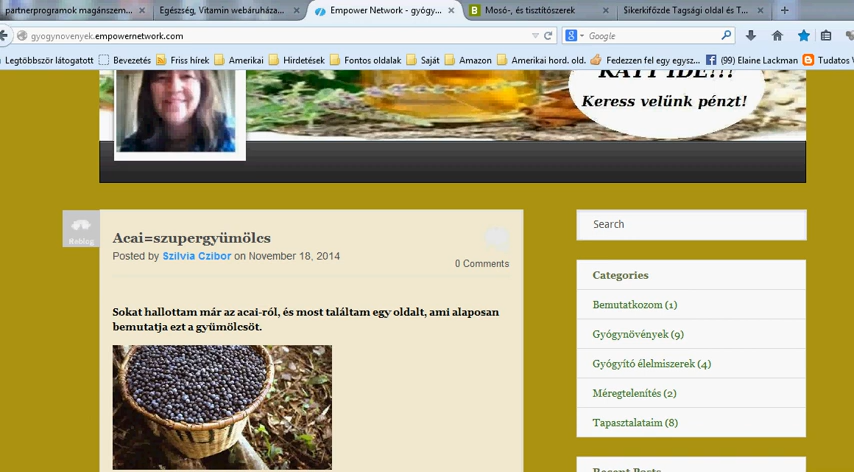 partnerprogramok magánszem...
Egészség, Vitamin webáruháza...
Empower Network - gyógy...
Mosó-, és tisztítószerek
Sikerkifőzde Tagsági oldal és T...
gyogynovenyek.empowernetwork.com
Google
Legtöbbször látogatott
Bevezetés
Friss hírek
Amerikai
Hirdetések
Fontos oldalak
Saját
Amazon
Amerikai hord. old.
Fedezzen fel egy egysz...
(99) Elaine Lackman
Tudatos V
KATT IDE!!!
Keress velünk pénzt!
Reblog
Acai=szupergyümölcs
Posted by Szilvia Czibor on November 18, 2014
0 Comments
Sokat hallottam már az acai-ról, és most találtam egy oldalt, ami alaposan
bemutatja ezt a gyümölcsöt.
Search
Categories
Bemutatkozom (1)
Gyógynövények (9)
Gyógyító élelmiszerek (4)
Méregtelenítés (2)
Tapasztalataim (8)
Recent Posts